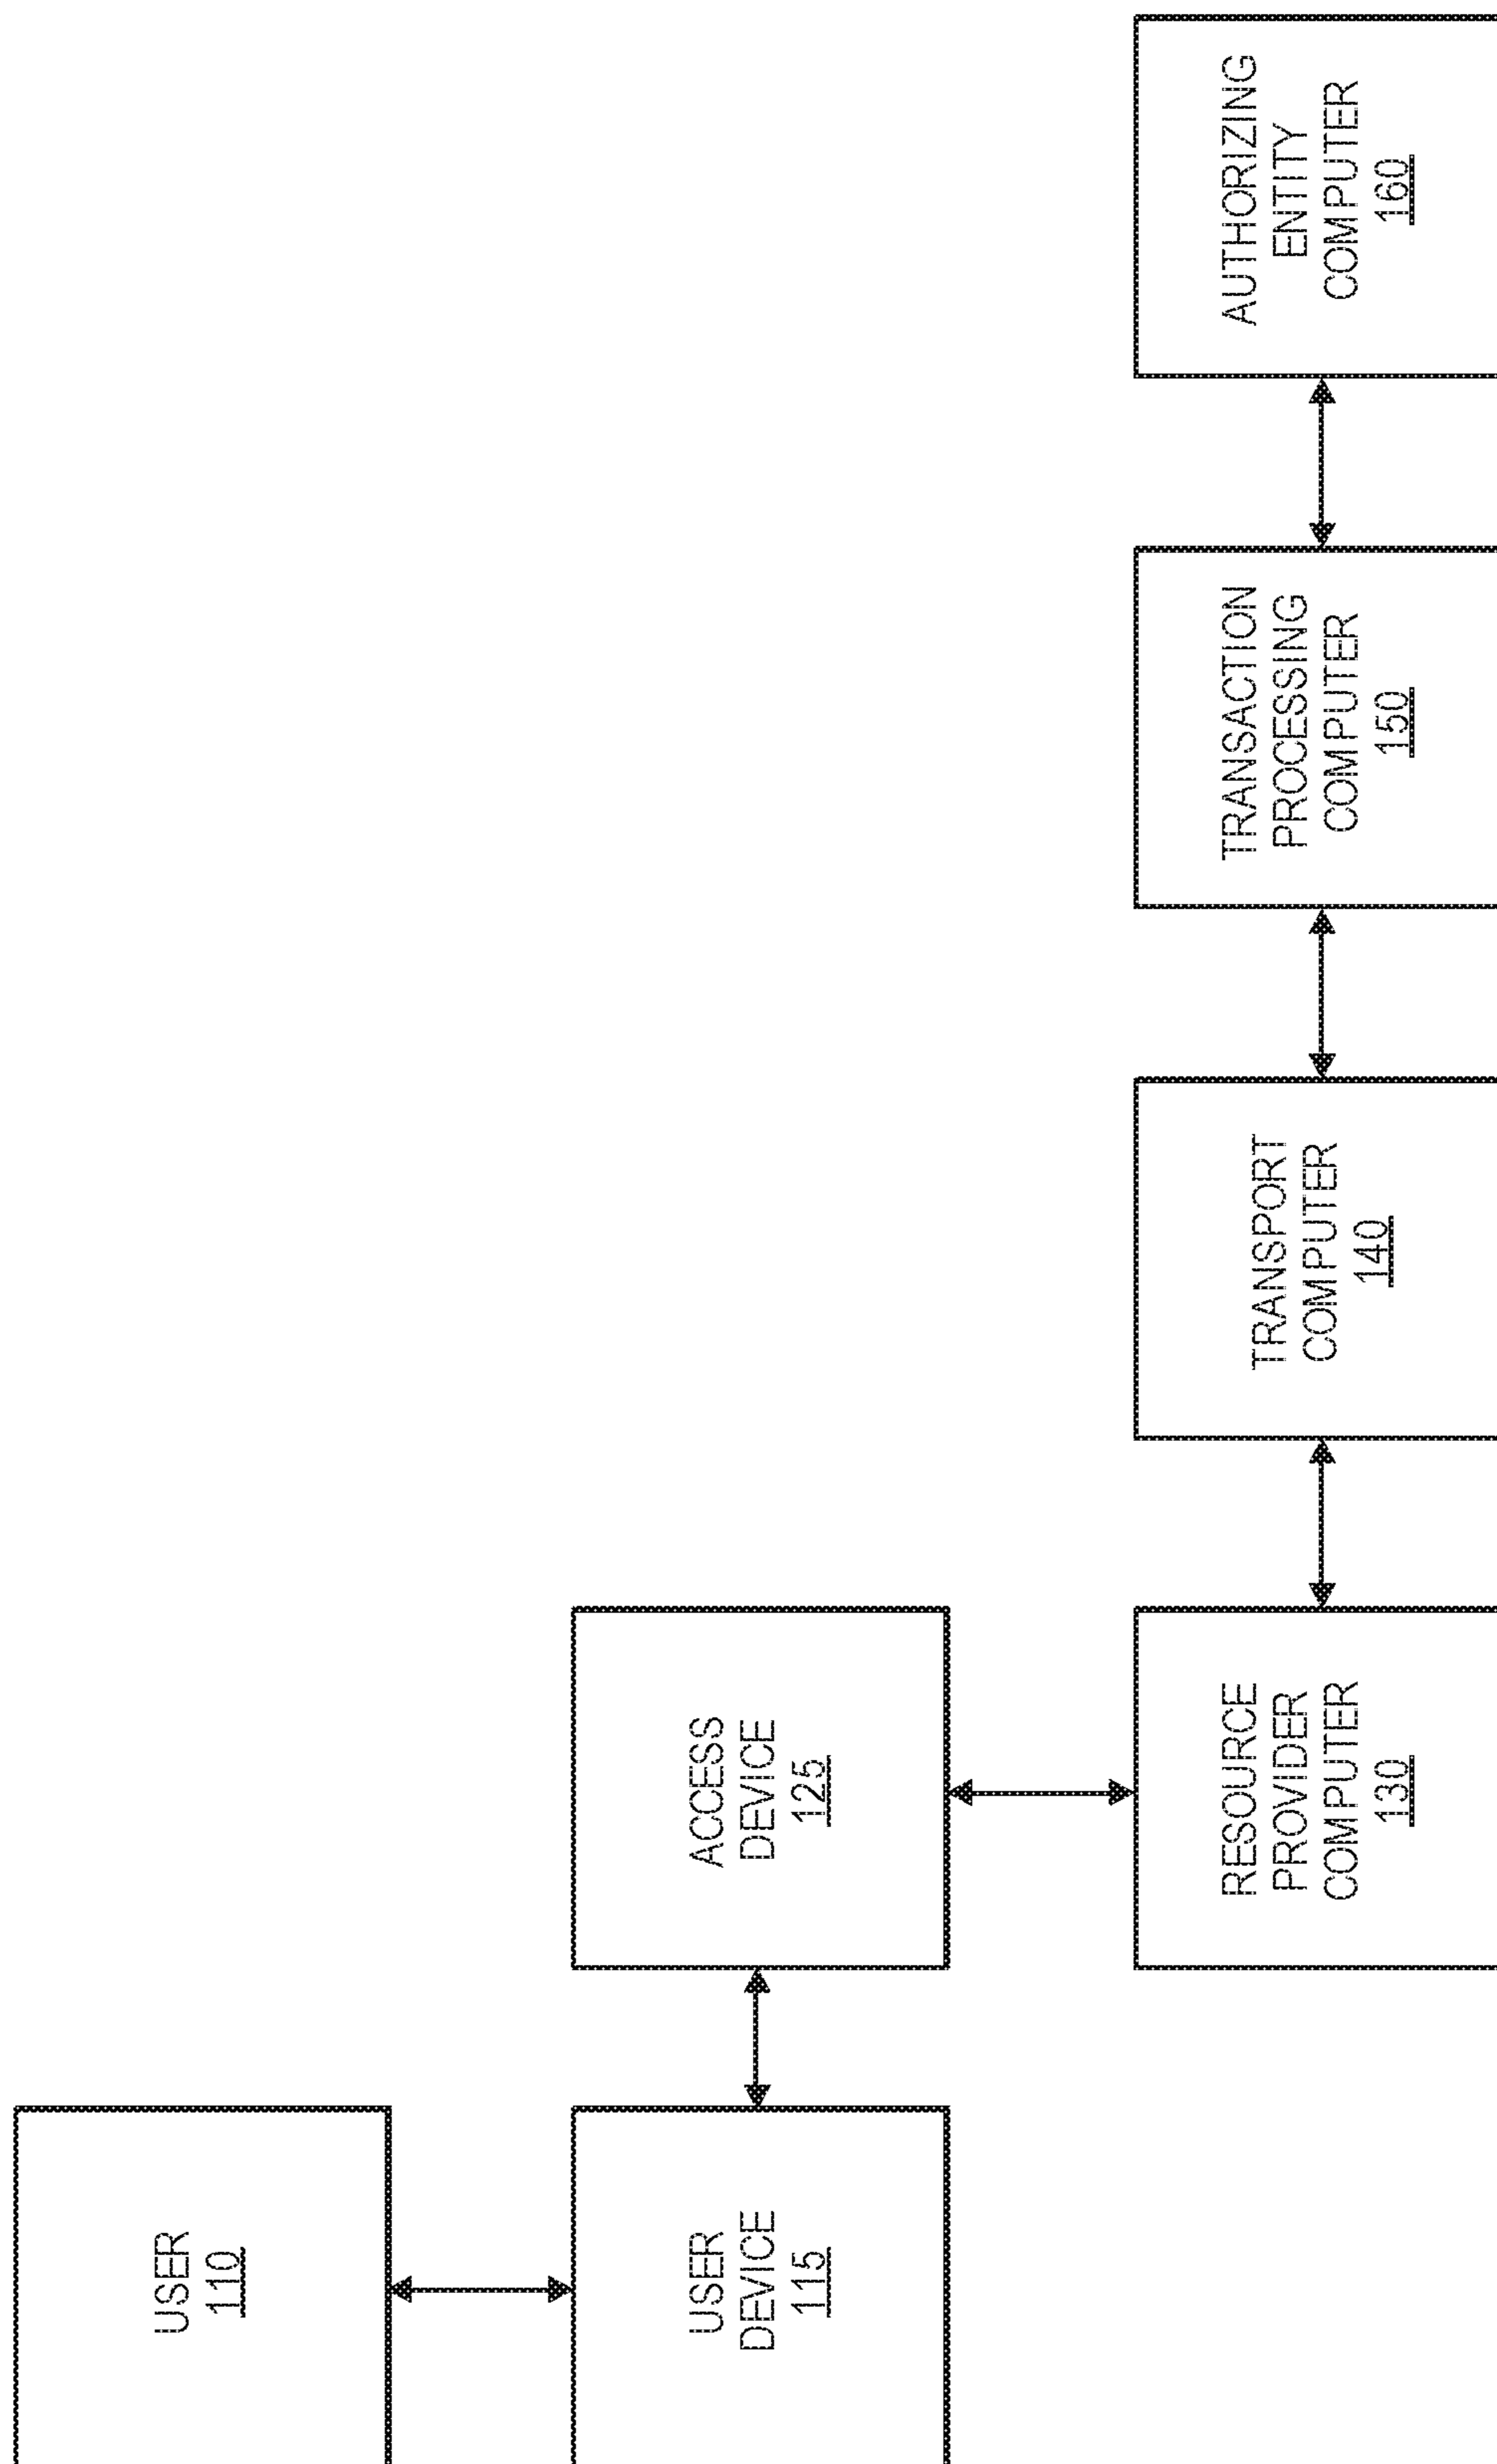 USER
110
USER
DEVICE
115
ACCESS
DEVICE
125
RESOURCE
PROVIDER
COMPUTER
130
TRANSPORT
COMPUTER
140
TRANSACTION
PROCESSING
COMPUTER
150
AUTHORIZING
ENTITY
COMPUTER
160